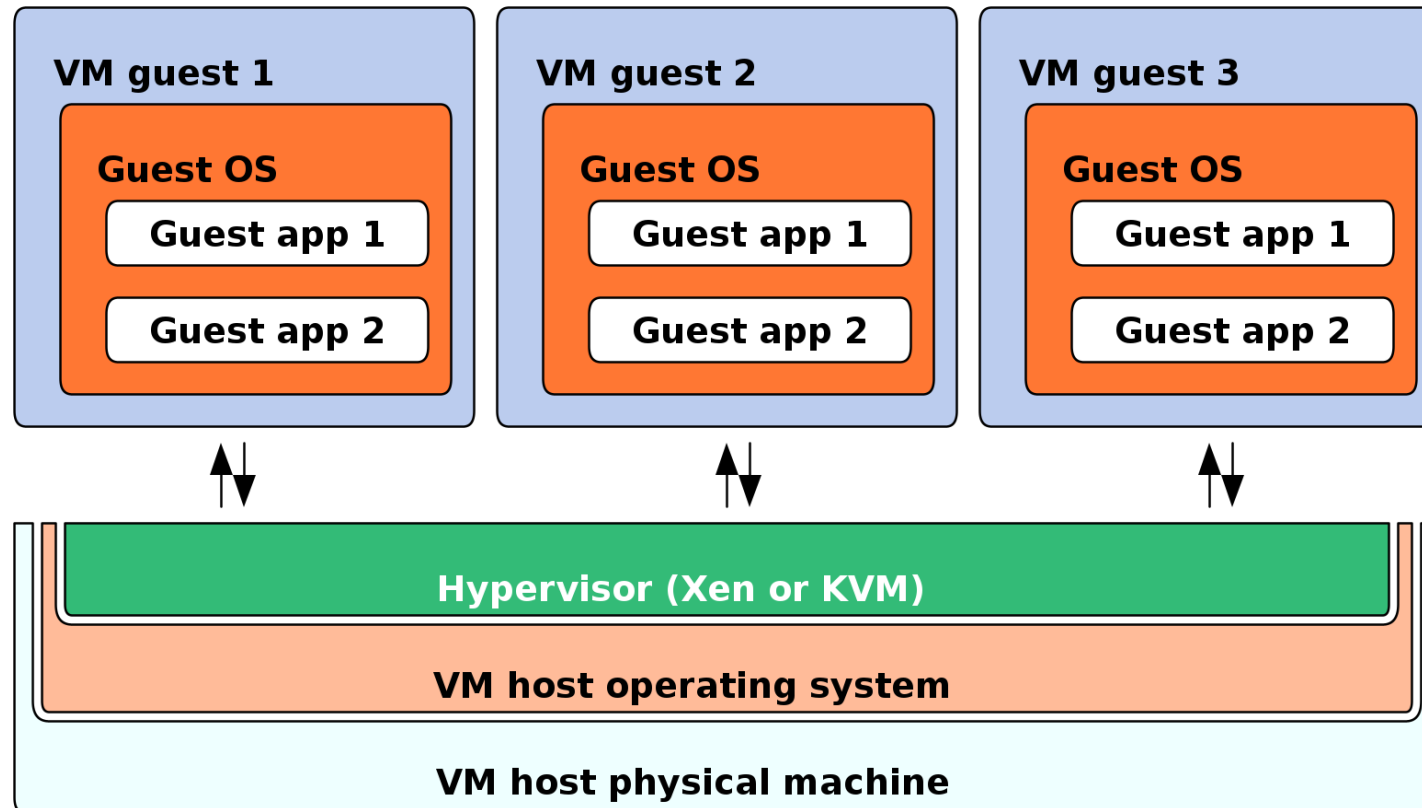 VM guest 1
Guest OS
Guest app 1
Guest app 2
VM guest 2
Guest OS
Guest app 1
Guest app 2
VM guest 3
Guest OS
Guest app 1
Guest app 2
Hypervisor (Xen or KVM)
VM host operating system
VM host physical machine